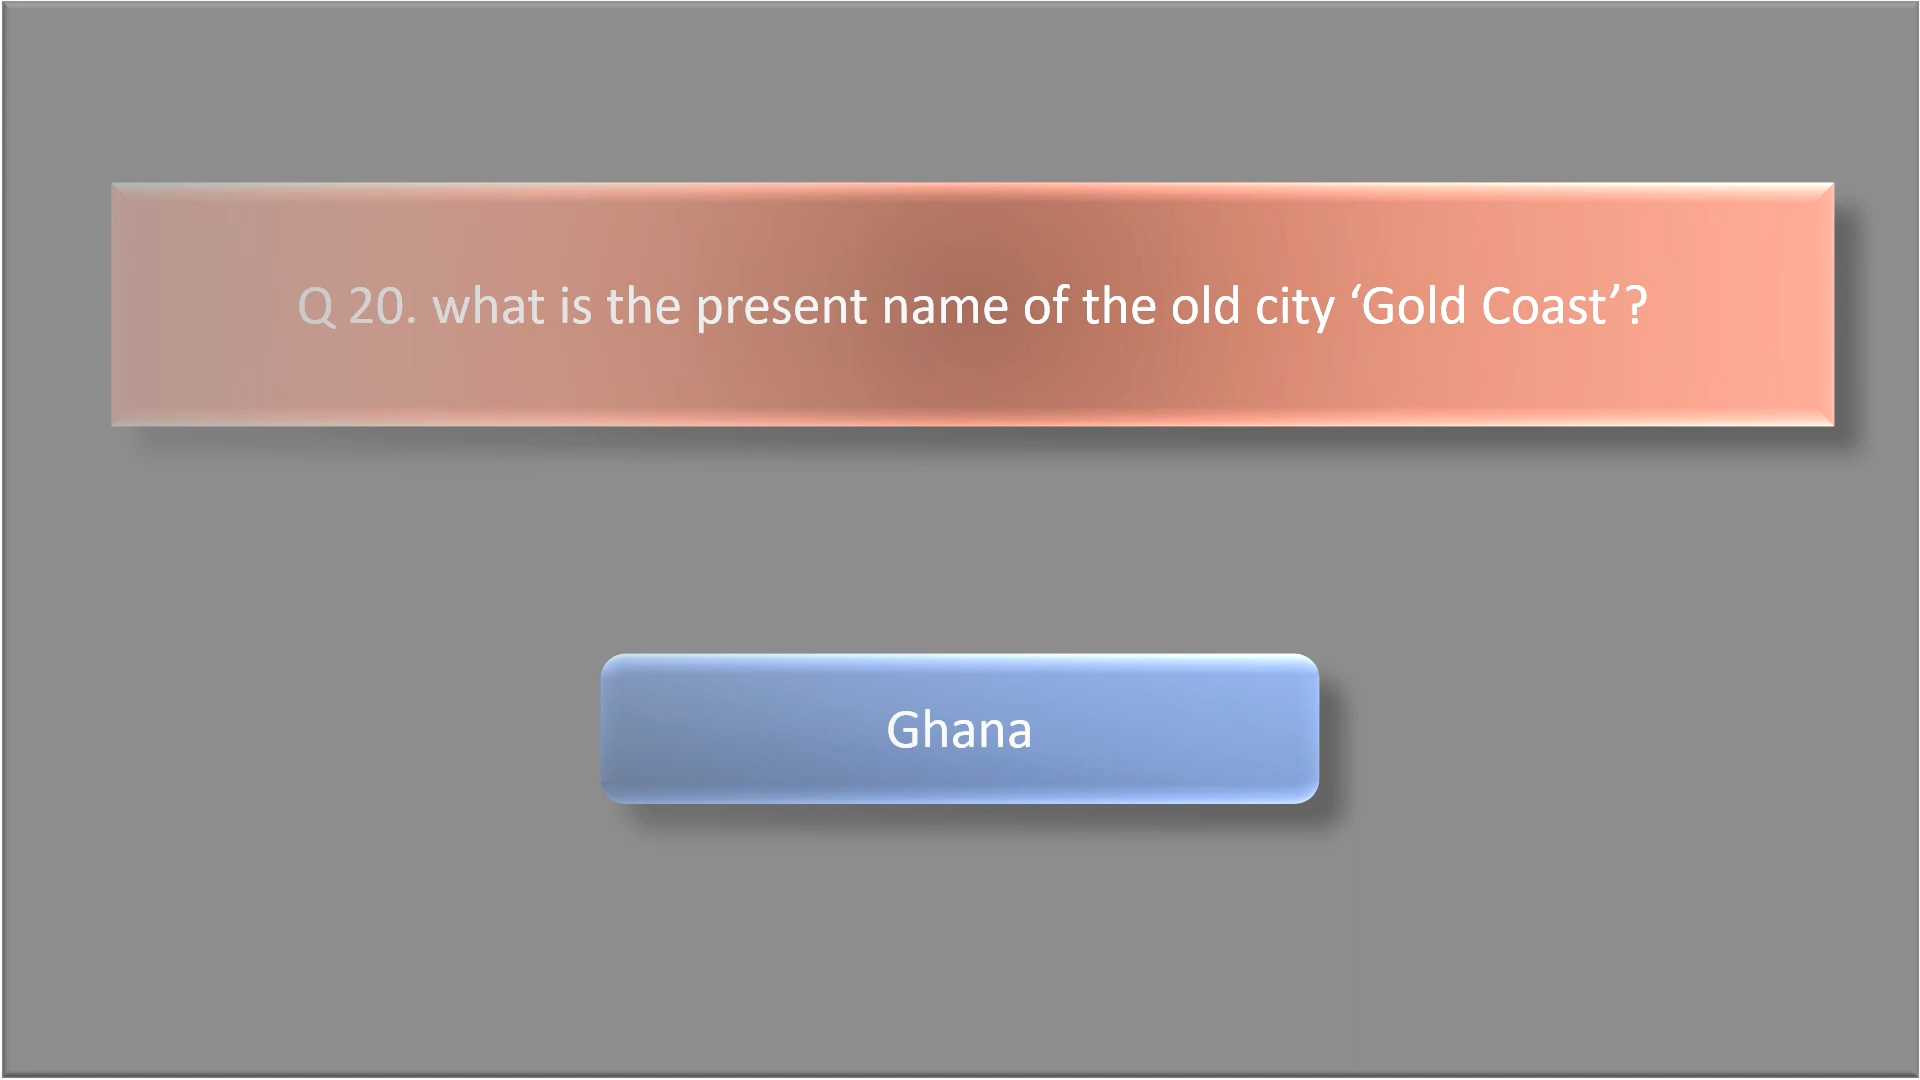 Q 20. what is the present name of the old city ‘Gold Coast’?
Ghana